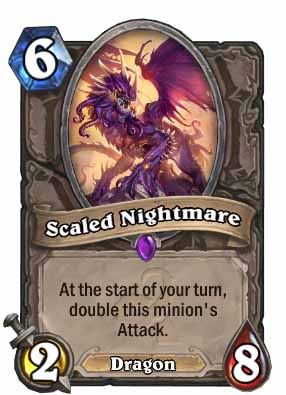 6
Scaled Nightmare
At the start of your turn,
double this minion's
Attack.
2
Dragon
8